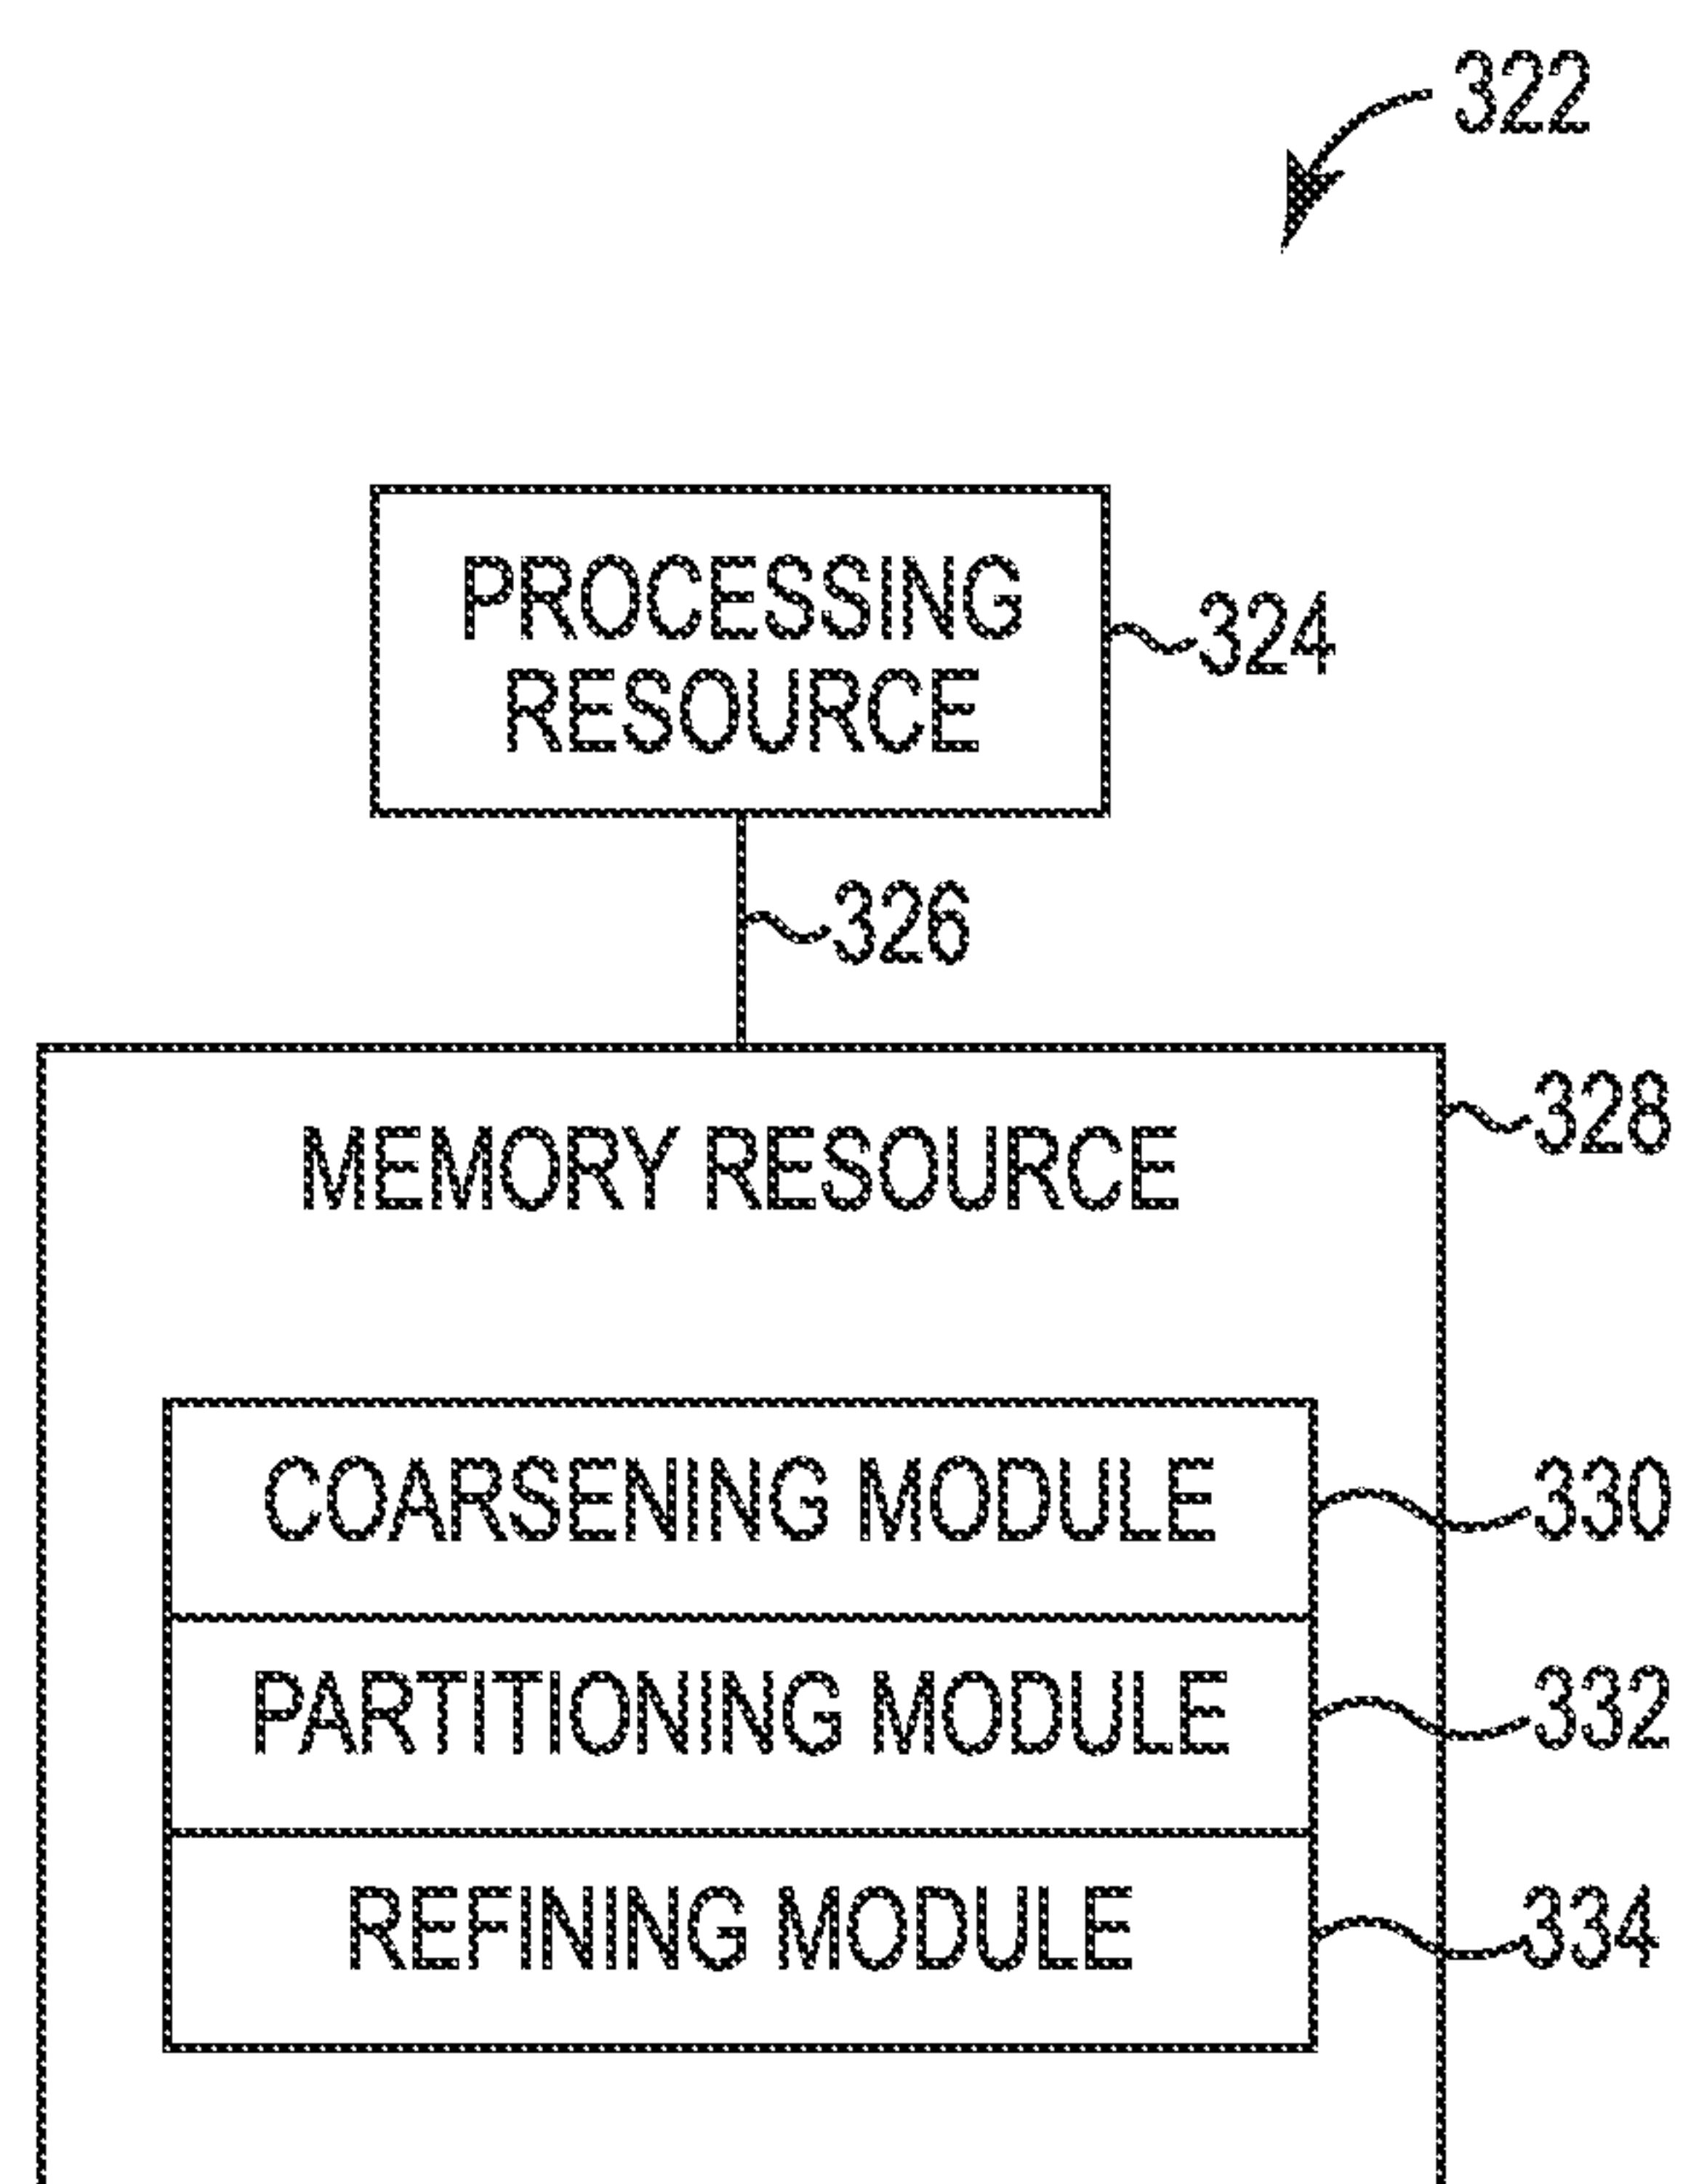 322
PROCESSING
RESOURCE
324
326
328
MEMORY RESOURCE
COARSENING MODULE
330
PARTITIONING MODULE
332
REFINING MODULE
334